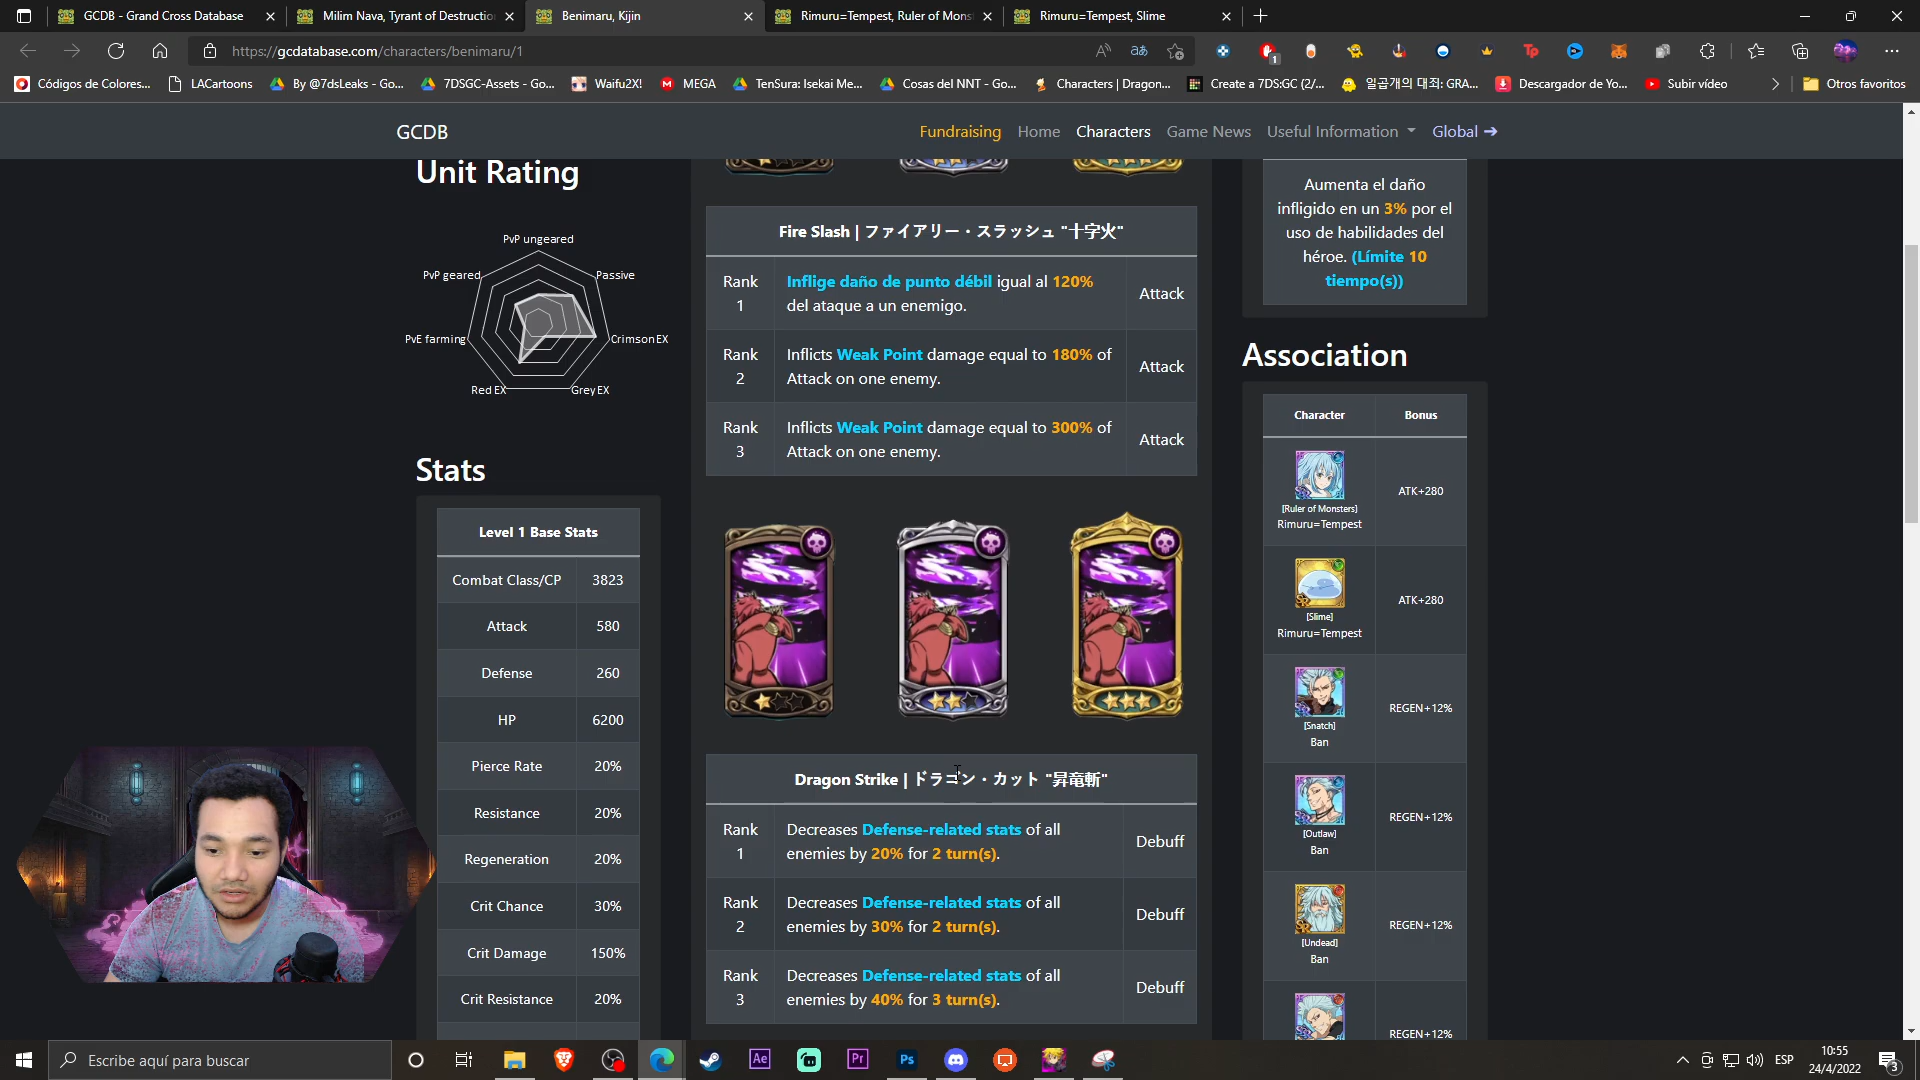 GCDB - Grand Cross Database
Milim Nava, Tyrant of Destructio
Benimaru, Kijin
Rimuru=Tempest, Ruler of Mons
Rimuru=Tempest, Slime
https://gcdatabase.com/characters/benimaru/1
Códigos de Colores...
LACartoons
By @7dsLeaks - Go...
7DSGC-Assets - Go...
Waifu2X!
MEGA
TenSura: Isekai Me...
Cosas del NNT - Go...
Characters | Dragon...
Create a 7DS:GC (2/...
일곱개의 대죄: GRA...
Descargador de Yo...
Subir vídeo
Otros favoritos
GCDB
Fundraising
Home
Characters
Game News
Useful Information
Global
Unit Rating
PvP ungeared
PvP geared
Passive
PvE farming
Crimson EX
Red EX
Grey EX
Stats
Level 1 Base Stats
Combat Class/CP 3823
Attack 580
Defense 260
HP 6200
Pierce Rate 20%
Resistance 20%
Regeneration 20%
Crit Chance 30%
Crit Damage 150%
Crit Resistance 20%
Fire Slash | ファイアリー・スラッシュ "十字火"
Rank 1
Inflige daño de punto débil igual al 120%
del ataque a un enemigo.
Attack
Rank 2
Inflicts Weak Point damage equal to 180% of
Attack on one enemy.
Attack
Rank 3
Inflicts Weak Point damage equal to 300% of
Attack on one enemy.
Attack
Dragon Strike | ドラゴン・カット "昇竜斬"
Rank 1
Decreases Defense-related stats of all
enemies by 20% for 2 turn(s).
Debuff
Rank 2
Decreases Defense-related stats of all
enemies by 30% for 2 turn(s).
Debuff
Rank 3
Decreases Defense-related stats of all
enemies by 40% for 3 turn(s).
Debuff
Aumenta el daño
infligido en un 3% por el
uso de habilidades del
héroe. (Límite 10
tiempo(s))
Association
Character Bonus
[Ruler of Monsters]
Rimuru=Tempest
ATK+280
SR
[Slime]
Rimuru=Tempest
ATK+280
[Snatch]
Ban
REGEN+12%
[Outlaw]
Ban
REGEN+12%
SR
[Undead]
Ban
REGEN+12%
REGEN+12%
Escribe aquí para buscar
Ae
Pr
Ps
ESP
10:55
24/4/2022
3